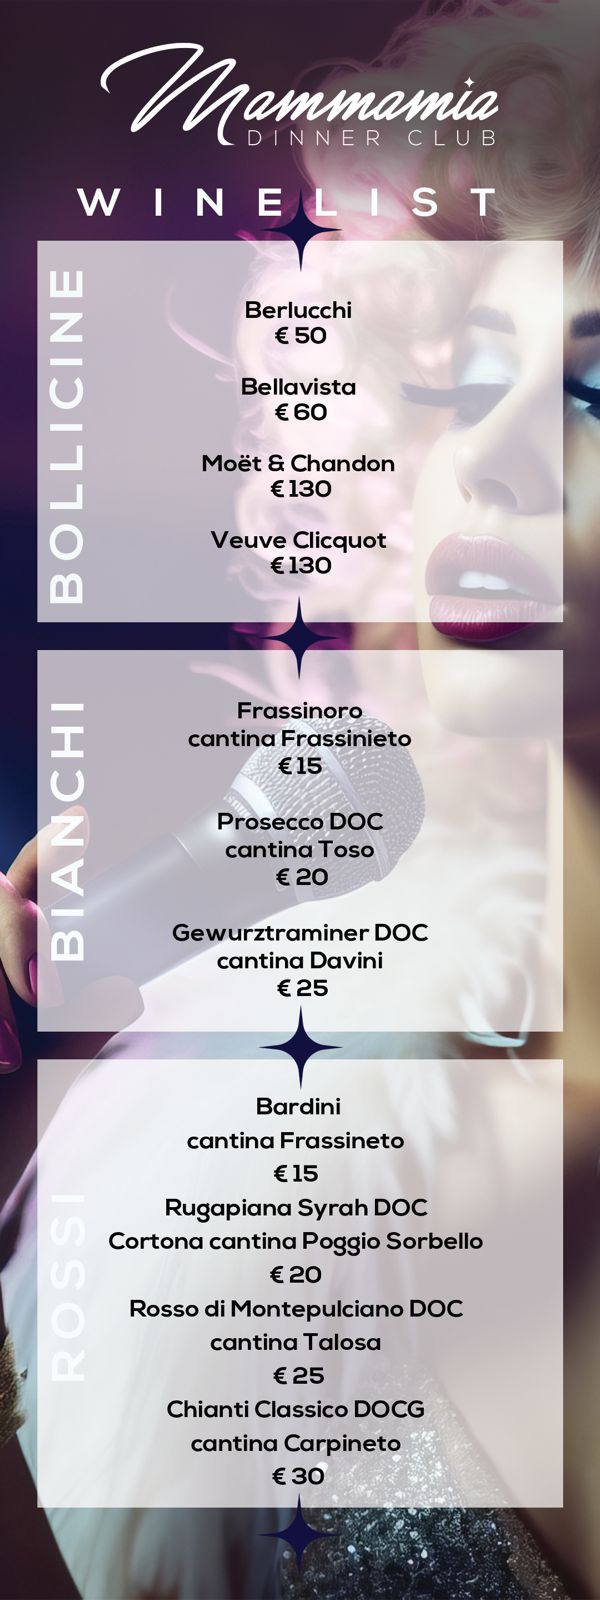 Mammamia
DINNER CLUB
WINELIST
BOLLICINE
Berlucchi
€ 50
Bellavista
€ 60
Moët & Chandon
€ 130
Veuve Clicquot
€ 130
BIANCHI
Frassinoro
cantina Frassinieto
€ 15
Prosecco DOC
cantina Toso
€ 20
Gewurztraminer DOC
cantina Davini
€ 25
ROSSI
Bardini
cantina Frassineto
€ 15
Rugapiana Syrah DOC
Cortona cantina Poggio Sorbello
€ 20
Rosso di Montepulciano DOC
cantina Talosa
€ 25
Chianti Classico DOCG
cantina Carpineto
€ 30